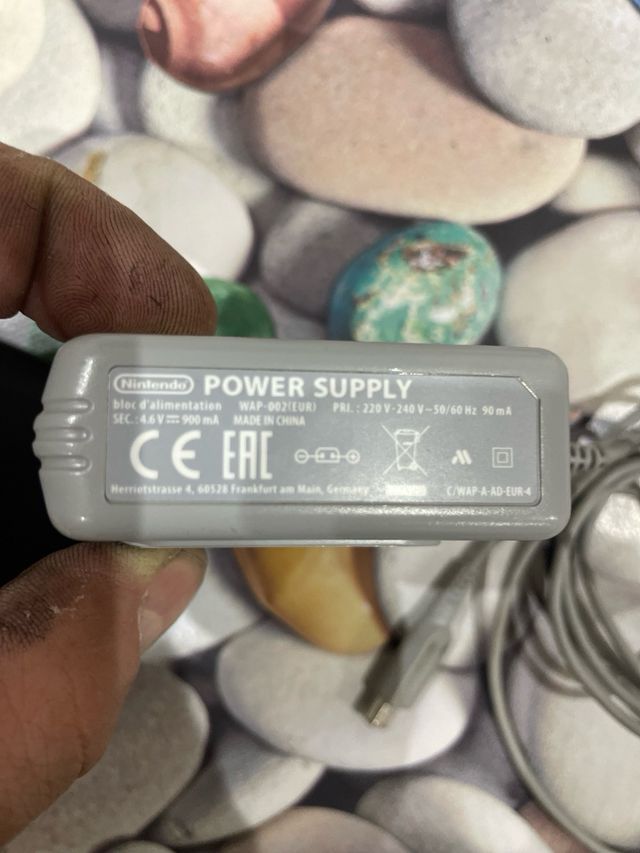 Nintendo POWER SUPPLY
bloc d'alimentation WAP-002(EUR) PRI. : 220 V-240 V~50/60 Hz 90 mA
SEC. : 4.6 V⎓900 mA MADE IN CHINA
CE EAC
Herriotstrasse 4, 60528 Frankfurt am Main, Germany C/WAP-A-AD-EUR-4